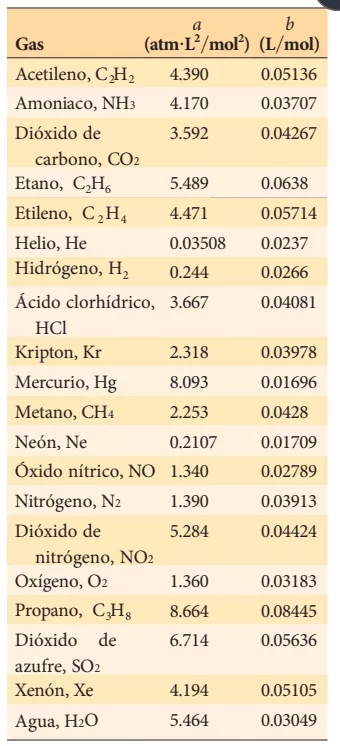 a b
Gas (atm·L²/mol²) (L/mol)
Acetileno, C₂H₂ 4.390 0.05136
Amoniaco, NH3 4.170 0.03707
Dióxido de 3.592 0.04267
carbono, CO2
Etano, C₂H₆ 5.489 0.0638
Etileno, C₂H₄ 4.471 0.05714
Helio, He 0.03508 0.0237
Hidrógeno, H₂ 0.244 0.0266
Ácido clorhídrico, 3.667 0.04081
HCl
Kripton, Kr 2.318 0.03978
Mercurio, Hg 8.093 0.01696
Metano, CH4 2.253 0.0428
Neón, Ne 0.2107 0.01709
Óxido nítrico, NO 1.340 0.02789
Nitrógeno, N2 1.390 0.03913
Dióxido de 5.284 0.04424
nitrógeno, NO2
Oxígeno, O2 1.360 0.03183
Propano, C₃H₈ 8.664 0.08445
Dióxido de 6.714 0.05636
azufre, SO2
Xenón, Xe 4.194 0.05105
Agua, H2O 5.464 0.03049